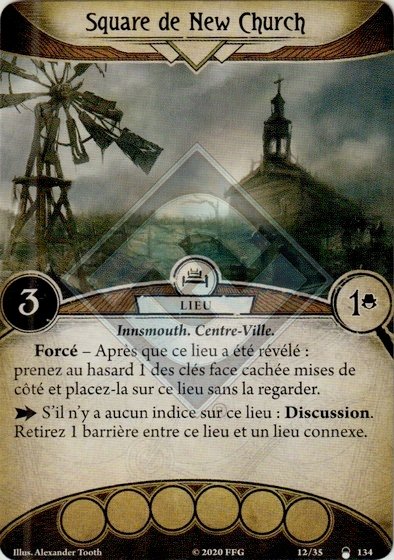 Square de New Church
3
LIEU
1
Innsmouth. Centre-Ville.
Forcé – Après que ce lieu a été révélé :
prenez au hasard 1 des clés face cachée mises de
côté et placez-la sur ce lieu sans la regarder.
S'il n'y a aucun indice sur ce lieu : Discussion.
Retirez 1 barrière entre ce lieu et un lieu connexe.
Illus. Alexander Tooth © 2020 FFG 12/35 134